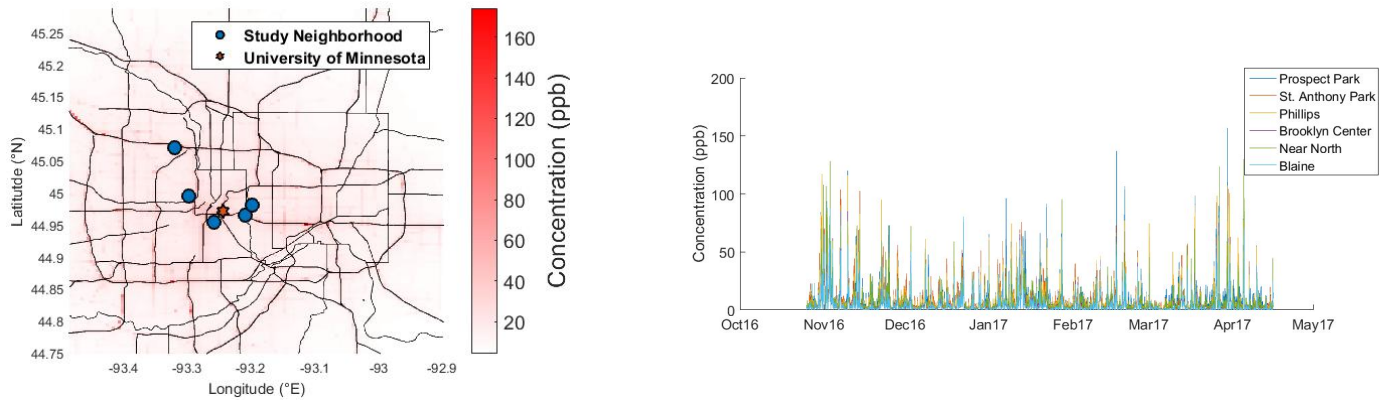 45.25
45.2
45.15
45.1
45.05
45
44.95
44.9
44.85
44.8
44.75
Latitutde (°N)
Study Neighborhood
University of Minnesota
-93.4
-93.3
-93.2
-93.1
-93
-92.9
Longitude (°E)
160
140
120
100
80
60
40
20
Concentration (ppb)
200
150
100
50
0
Concentration (ppb)
Oct16
Nov16
Dec16
Jan17
Feb17
Mar17
Apr17
May17
Prospect Park
St. Anthony Park
Phillips
Brooklyn Center
Near North
Blaine